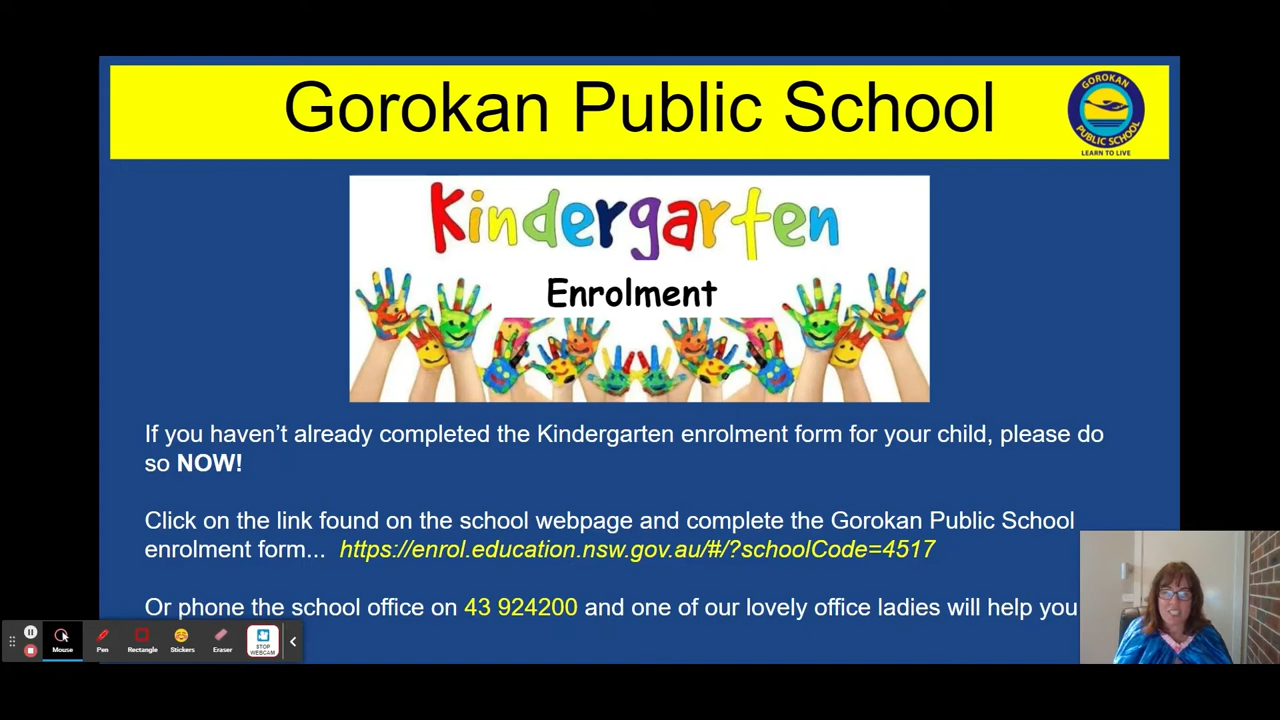 Gorokan Public School
GOROKAN
PUBLIC SCHOOL
LEARN TO LIVE
Kindergarten
Enrolment
If you haven't already completed the Kindergarten enrolment form for your child, please do
so NOW!
Click on the link found on the school webpage and complete the Gorokan Public School
enrolment form... https://enrol.education.nsw.gov.au/#/?schoolCode=4517
Or phone the school office on 43 924200 and one of our lovely office ladies will help you
Mouse
Pen
Rectangle
Stickers
Eraser
STOP
WEBCAM